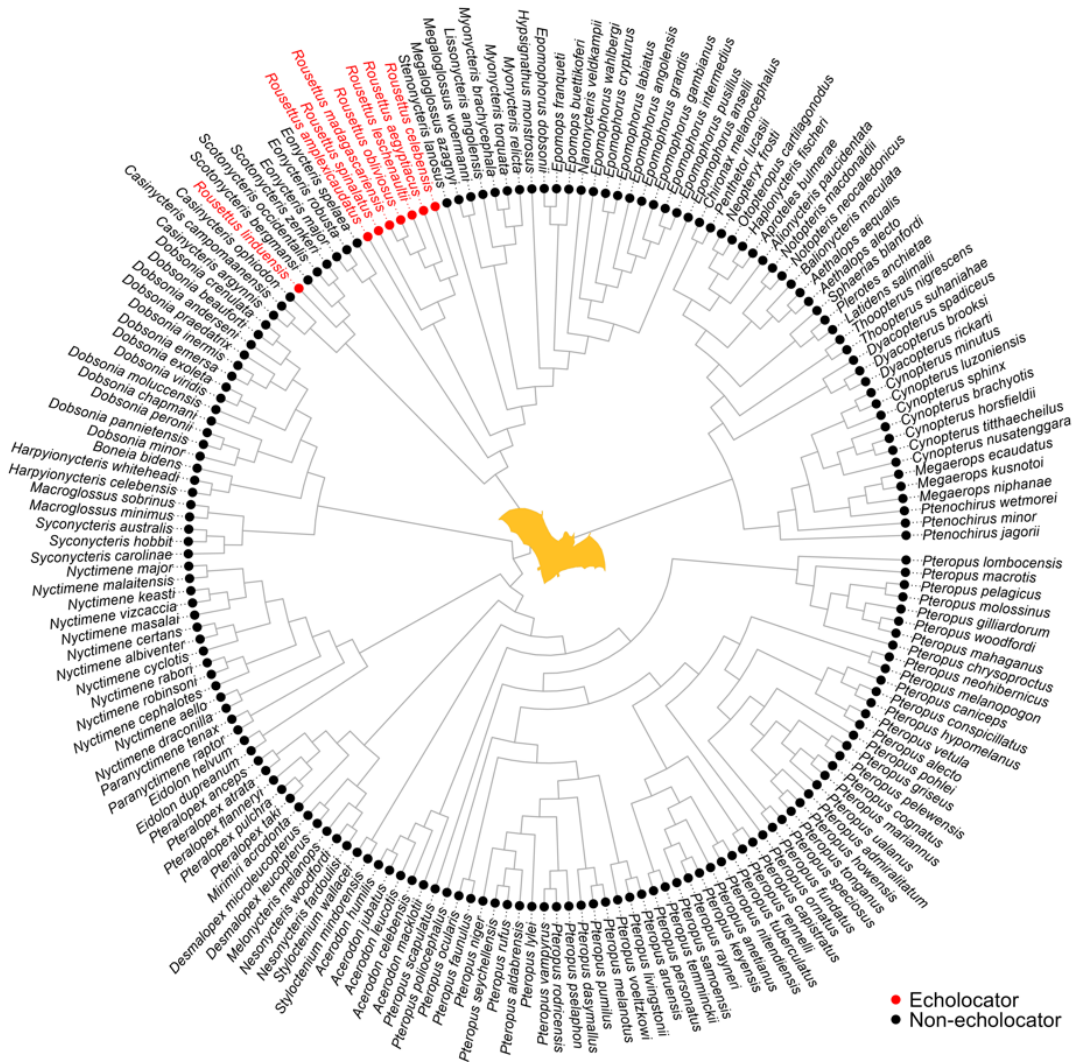 Hypsignathus monstrosus
Epomophorus dobsonii
Epomops franqueti
Epomops buettikoferi
Nanonycteris veldkampii
Epomophorus wahlbergi
Epomophorus crypturus
Epomophorus labiatus
Epomophorus angolensis
Epomophorus grandis
Epomophorus gambianus
Epomophorus intermedius
Epomophorus pusillus
Epomophorus anselli
Chironax melanocephalus
Penthetor lucasii
Neopteryx frosti
Otopteropus cartilagonodus
Haplonycteris fischeri
Aproteles bulmerae
Alionycteris paucidentata
Notopteris macdonaldii
Notopteris neocaledonicus
Balionycteris maculata
Aethalops aequalis
Aethalops alecto
Sphaerias blanfordi
Plerotes anchietae
Latidens salimalii
Thoopterus nigrescens
Thoopterus suhaniahae
Dyacopterus spadiceus
Dyacopterus brooksi
Dyacopterus rickarti
Cynopterus minutus
Cynopterus luzoniensis
Cynopterus sphinx
Cynopterus brachyotis
Cynopterus horsfieldii
Cynopterus titthaecheilus
Cynopterus nusatenggara
Megaerops ecaudatus
Megaerops kusnotoi
Megaerops niphanae
Ptenochirus wetmorei
Ptenochirus minor
Ptenochirus jagorii
Pteropus lombocensis
Pteropus macrotis
Pteropus pelagicus
Pteropus molossinus
Pteropus gilliardorum
Pteropus woodfordi
Pteropus mahaganus
Pteropus chrysoproctus
Pteropus neohibernicus
Pteropus melanopogon
Pteropus caniceps
Pteropus conspicillatus
Pteropus hypomelanus
Pteropus vetula
Pteropus alecto
Pteropus pohlei
Pteropus griseus
Pteropus pelewensis
Pteropus cognatus
Pteropus mariannus
Pteropus ualanus
Pteropus admiralitatum
Pteropus howensis
Pteropus tonganus
Pteropus speciosus
Pteropus fundatus
Pteropus ornatus
Pteropus capistratus
Pteropus rennelli
Pteropus tuberculatus
Pteropus nitendiensis
Pteropus anetianus
Pteropus keyensis
Pteropus rayneri
Pteropus samoensis
Pteropus temminckii
Pteropus personatus
Pteropus aruensis
Pteropus livingstonii
Pteropus voeltzkowi
Pteropus melanotus
Pteropus pumilus
Pteropus dasymallus
Pteropus pselaphon
Pteropus rodricensis
Pteropus vampyrus
Pteropus lylei
Pteropus aldabrensis
Pteropus rufus
Pteropus seychellensis
Pteropus niger
Pteropus faunulus
Pteropus ocularis
Pteropus poliocephalus
Pteropus scapulatus
Acerodon mackloti
Acerodon celebensis
Acerodon leucotis
Acerodon jubatus
Acerodon humilis
Styloctenium mindorensis
Styloctenium wallacei
Nesonycteris fardoulisi
Nesonycteris woodfordi
Melonycteris melanops
Desmalopex leucopterus
Desmalopex microleucopterus
Mirimiri acrodonta
Pteralopex taki
Pteralopex pulchra
Pteralopex flanneryi
Pteralopex atrata
Pteralopex anceps
Eidolon dupreanum
Eidolon helvum
Paranyctimene raptor
Paranyctimene tenax
Nyctimene draconilla
Nyctimene aello
Nyctimene cephalotes
Nyctimene robinsoni
Nyctimene rabori
Nyctimene cyclotis
Nyctimene albiventer
Nyctimene certans
Nyctimene masalai
Nyctimene vizcaccia
Nyctimene keasti
Nyctimene malaitensis
Nyctimene major
Syconycteris carolinae
Syconycteris hobbit
Syconycteris australis
Macroglossus minimus
Macroglossus sobrinus
Harpyionycteris celebensis
Harpyionycteris whiteheadi
Boneia bidens
Dobsonia minor
Dobsonia pannietensis
Dobsonia peronii
Dobsonia chapmani
Dobsonia moluccensis
Dobsonia viridis
Dobsonia exoleta
Dobsonia emersa
Dobsonia inermis
Dobsonia praedatrix
Dobsonia anderseni
Dobsonia beauforti
Dobsonia crenulata
Casinycteris argynnis
Casinycteris campomaanensis
Casinycteris ophiodon
Rousettus linduensis
Scotonycteris bergmansi
Scotonycteris occidentalis
Scotonycteris zenkeri
Eonycteris major
Eonycteris robusta
Eonycteris spelaea
Rousettus amplexicaudatus
Rousettus spinalatus
Rousettus madagascariensis
Rousettus obliviosus
Rousettus leschenaultii
Rousettus aegyptiacus
Rousettus celebensis
Stenonycteris lanosus
Megaloglossus azagnyi
Megaloglossus woermanni
Lissonycteris angolensis
Myonycteris brachycephala
Myonycteris torquata
Myonycteris relicta
Echolocator
Non-echolocator